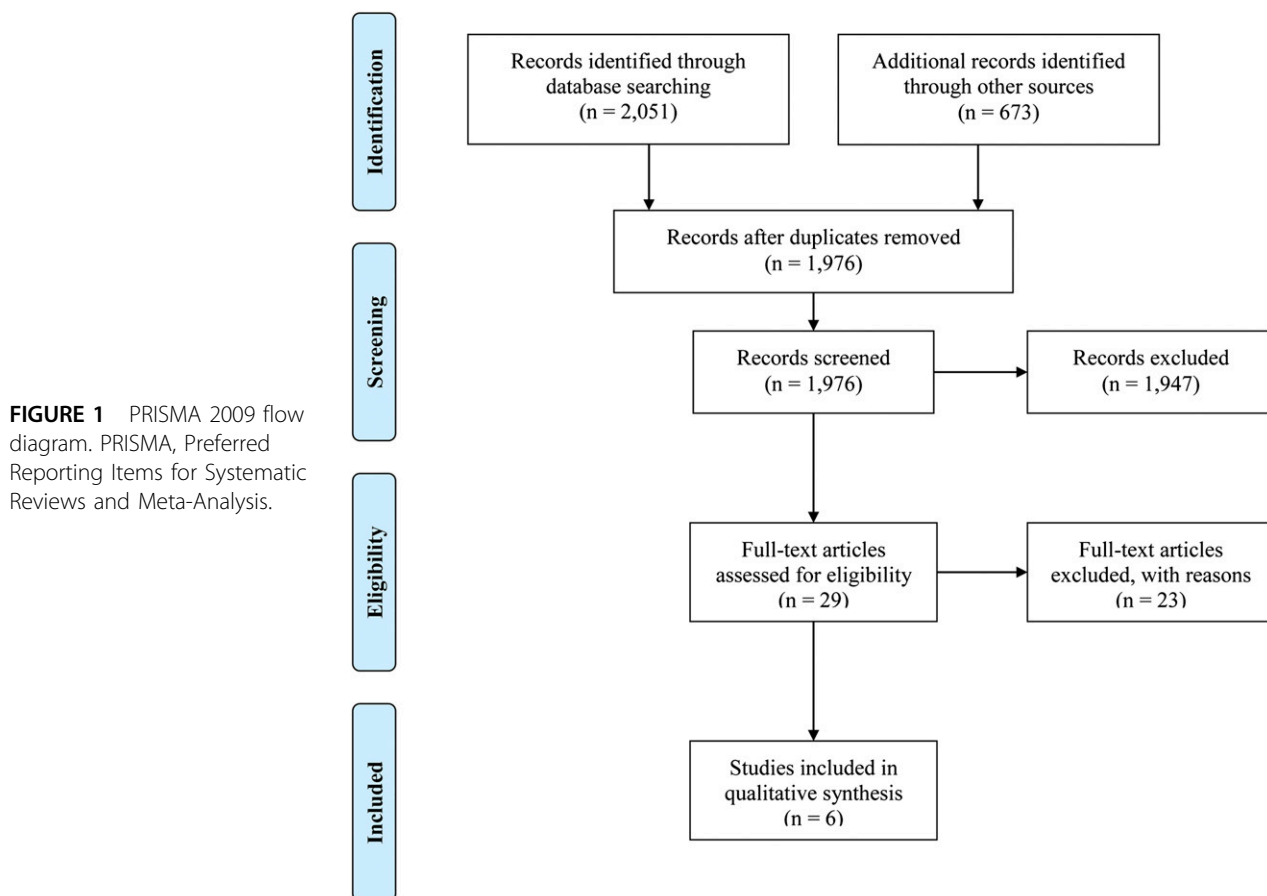 Identification
Records identified through
database searching
(n = 2,051)
Additional records identified
through other sources
(n = 673)
Records after duplicates removed
(n = 1,976)
Screening
Records screened
(n = 1,976)
Records excluded
(n = 1,947)
FIGURE 1 PRISMA 2009 flow
diagram. PRISMA, Preferred
Reporting Items for Systematic
Reviews and Meta-Analysis.
Eligibility
Full-text articles
assessed for eligibility
(n = 29)
Full-text articles
excluded, with reasons
(n = 23)
Included
Studies included in
qualitative synthesis
(n = 6)